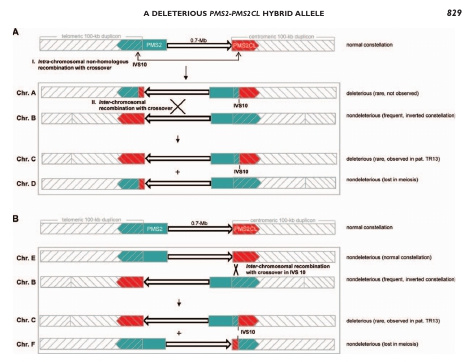 A DELETERIOUS PMS2-PMS2CL HYBRID ALLELE 829
A
telomeric 100-kb duplicon 0.7-Mb centromeric 100-kb duplicon
PMS2 PMS2CL normal constellation
I. Intra-chromosomal non-homologous
recombination with crossover
IVS10
Chr. A deleterious (rare, not observed)
II. Inter-chromosomal
recombination with crossover
IVS10
Chr. B nondeleterious (frequent, inverted constellation)
Chr. C deleterious (rare, observed in pat. TR13)
+ IVS10
Chr. D nondeleterious (lost in meiosis)
B
telomeric 100-kb duplicon 0.7-Mb centromeric 100-kb duplicon
PMS2 PMS2CL normal constellation
Chr. E nondeleterious (normal constellation)
Inter-chromosomal recombination
with crossover in IVS 10
Chr. B nondeleterious (frequent, inverted constellation)
Chr. C deleterious (rare, observed in pat. TR13)
+ IVS10
Chr. F nondeleterious (lost in meiosis)